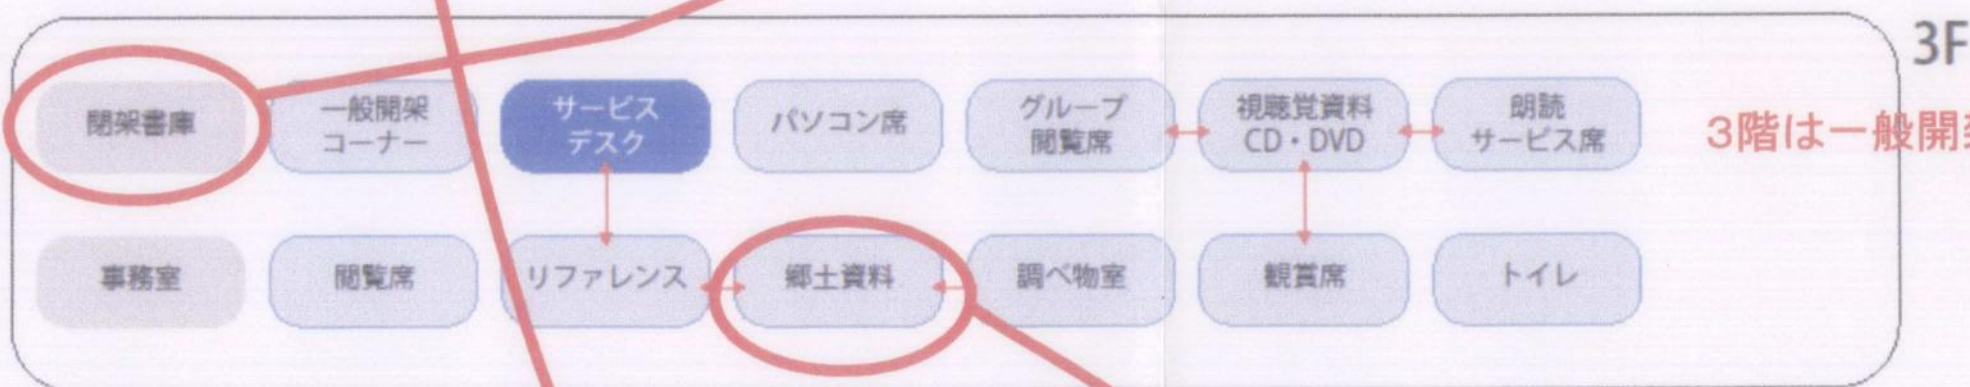 3F
閉架書庫
一般開架
コーナー
サービス
デスク
パソコン席
グループ
閲覧席
視聴覚資料
CD・DVD
朗読
サービス席
3階は一般開
事務室
閲覧席
リファレンス
郷土資料
調べ物室
観賞席
トイレ